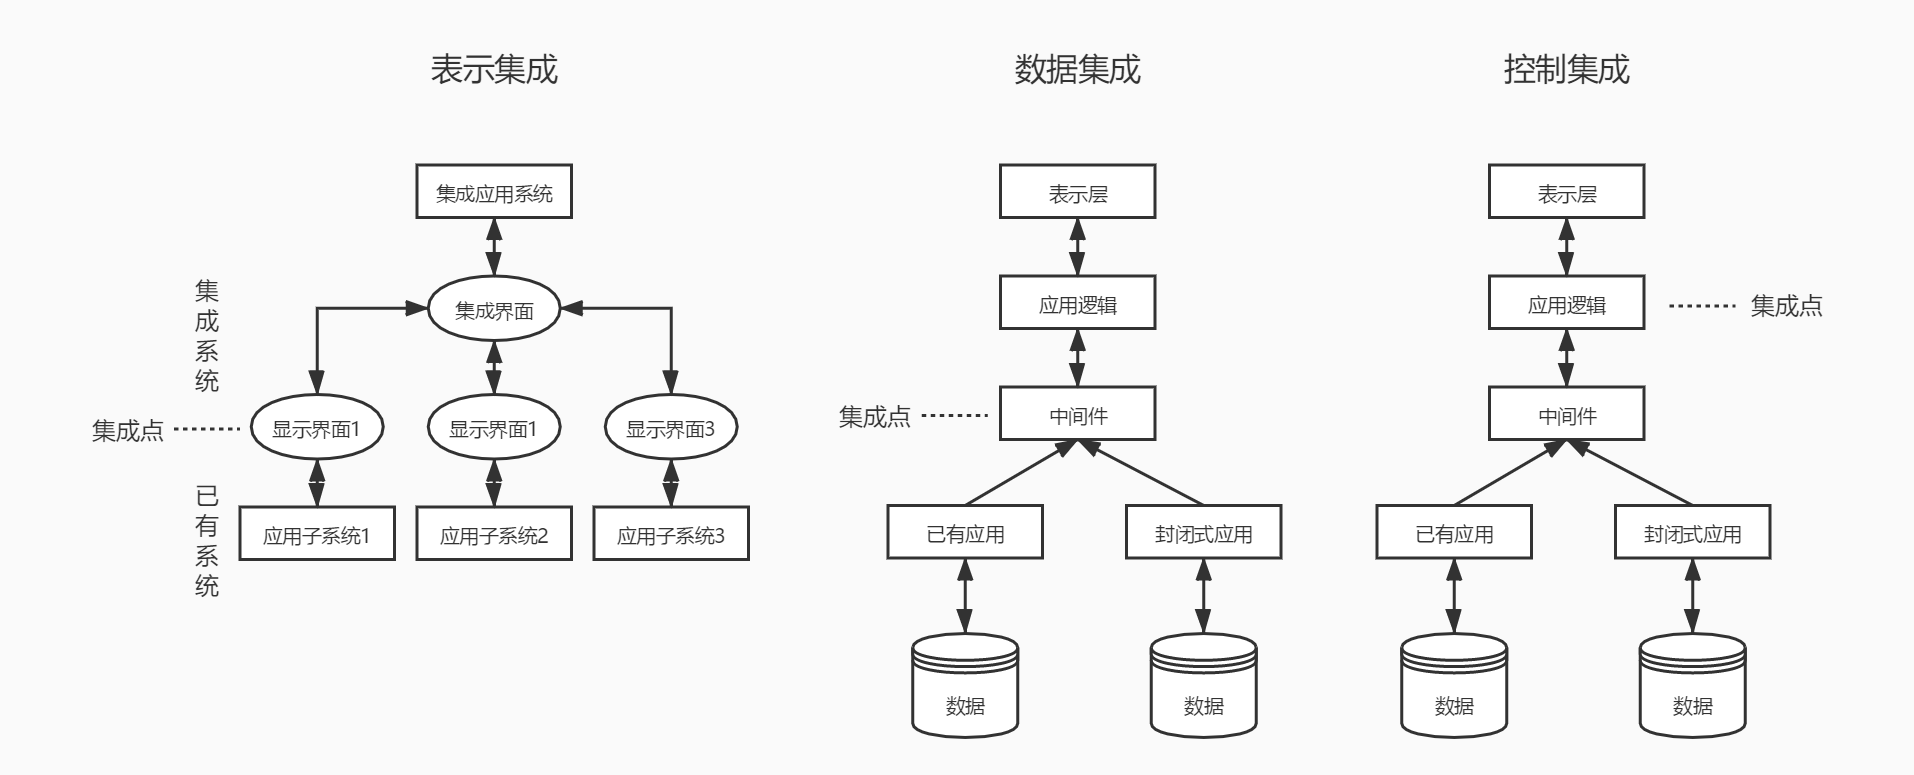 表示集成
集成应用系统
集成界面
集成系统
显示界面1
显示界面1
显示界面3
集成点
已有系统
应用子系统1
应用子系统2
应用子系统3
数据集成
表示层
应用逻辑
集成点
中间件
已有应用
封闭式应用
数据
数据
控制集成
表示层
应用逻辑
集成点
中间件
已有应用
封闭式应用
数据
数据